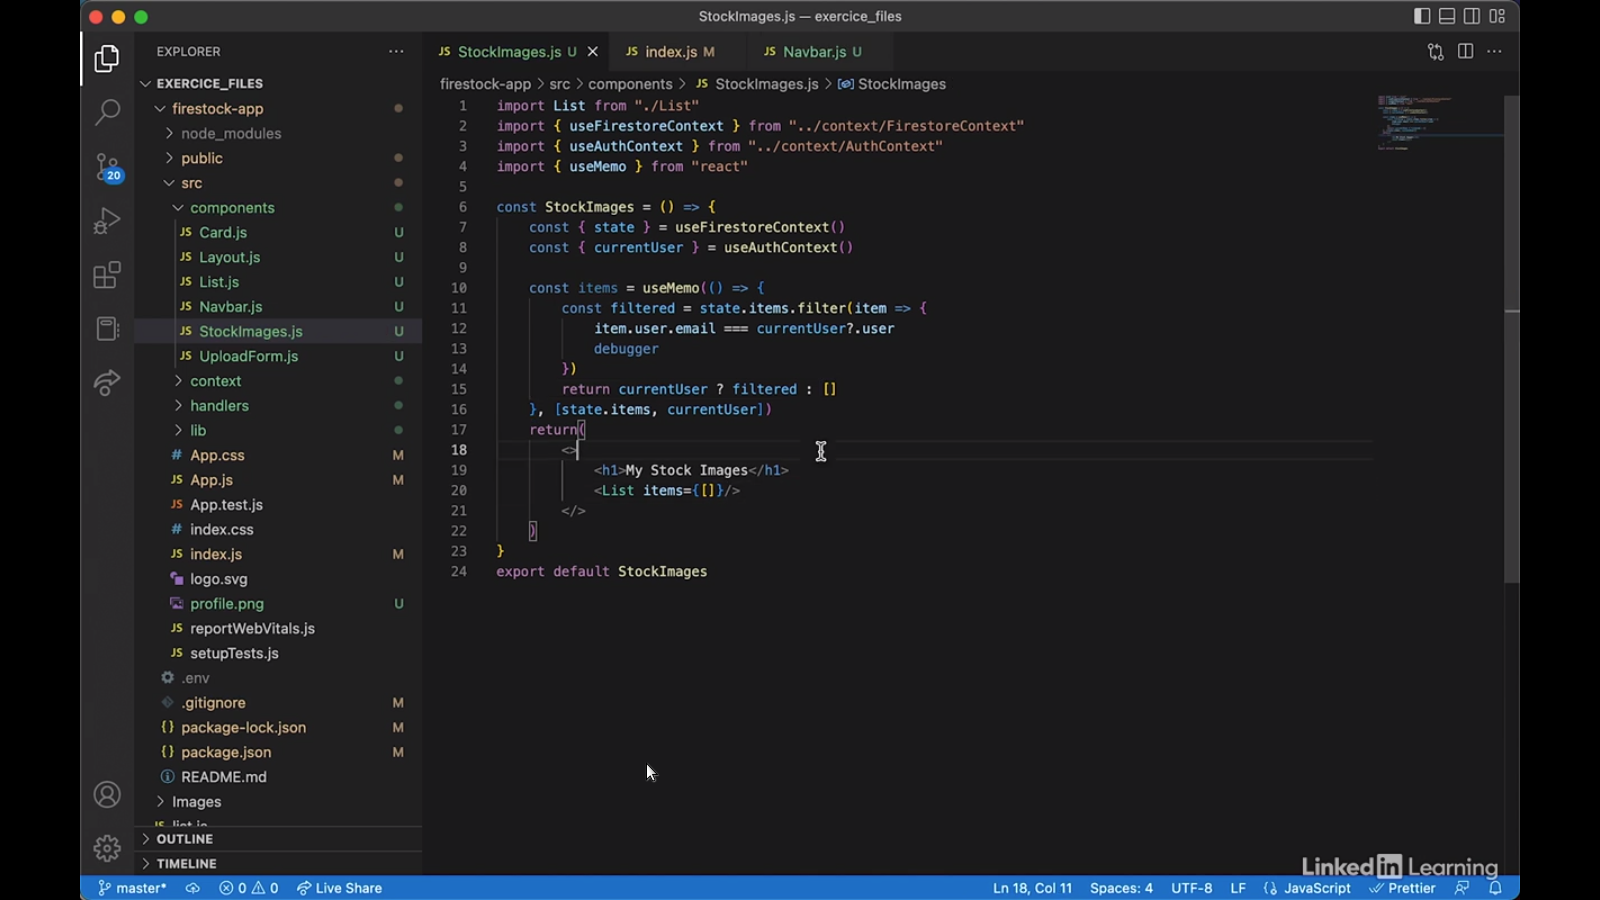 StockImages.js — exercice_files
EXPLORER
EXERCICE_FILES
firestock-app
node_modules
public
src
components
JS Card.js U
JS Layout.js U
JS List.js U
JS Navbar.js U
JS StockImages.js U
JS UploadForm.js U
context
handlers
lib
# App.css M
JS App.js M
JS App.test.js
# index.css
JS index.js M
logo.svg
profile.png U
JS reportWebVitals.js
JS setupTests.js
.env
.gitignore M
{} package-lock.json M
{} package.json M
README.md
Images
OUTLINE
TIMELINE
20
JS StockImages.js U
JS index.js M
JS Navbar.js U
firestock-app > src > components > JS StockImages.js > StockImages
1 import List from "./List"
2 import { useFirestoreContext } from "../context/FirestoreContext"
3 import { useAuthContext } from "../context/AuthContext"
4 import { useMemo } from "react"
5
6 const StockImages = () => {
7 const { state } = useFirestoreContext()
8 const { currentUser } = useAuthContext()
9
10 const items = useMemo(() => {
11 const filtered = state.items.filter(item => {
12 item.user.email === currentUser?.user
13 debugger
14 })
15 return currentUser ? filtered : []
16 }, [state.items, currentUser])
17 return(
18 <>
19 <h1>My Stock Images</h1>
20 <List items={[]}/>
21 </>
22 )
23 }
24 export default StockImages
LinkedIn Learning
master* 0 0 Live Share
Ln 18, Col 11 Spaces: 4 UTF-8 LF {} JavaScript Prettier